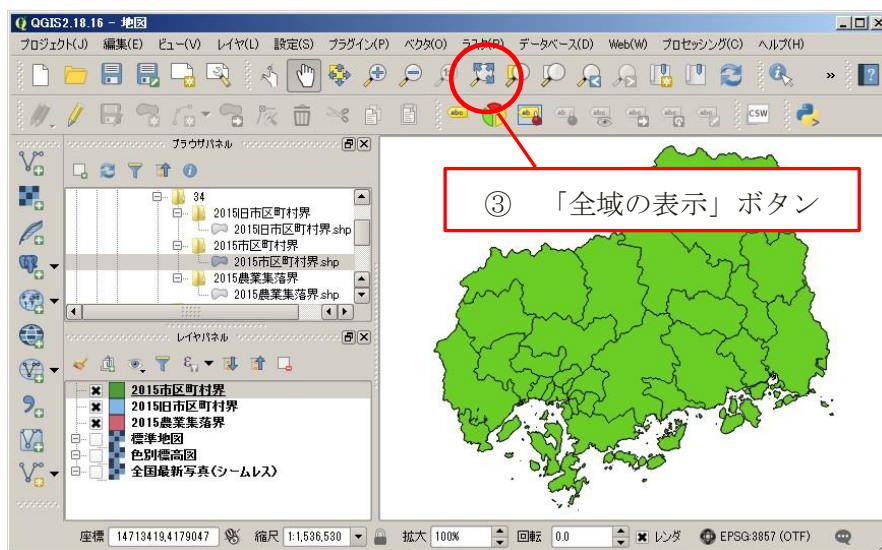 QGIS2.18.16 - 地図
プロジェクト(J) 編集(E) ビュー(V) レイヤ(L) 設定(S) プラグイン(P) ベクタ(O) ラスタ(R) データベース(D) Web(W) プロセッシング(C) ヘルプ(H)
»
abc
CSW
ブラウザパネル
34
2015旧市区町村界
2015旧市区町村界.shp
2015市区町村界
2015市区町村界.shp
2015農業集落界
2015農業集落界.shp
③ 「全域の表示」ボタン
レイヤパネル
2015市区町村界
2015旧市区町村界
2015農業集落界
標準地図
色別標高図
全国最新写真(シームレス)
座標 14713419,4179047 縮尺 1:1,536,530 拡大 100% 回転 0.0 レンダ EPSG:3857 (OTF)